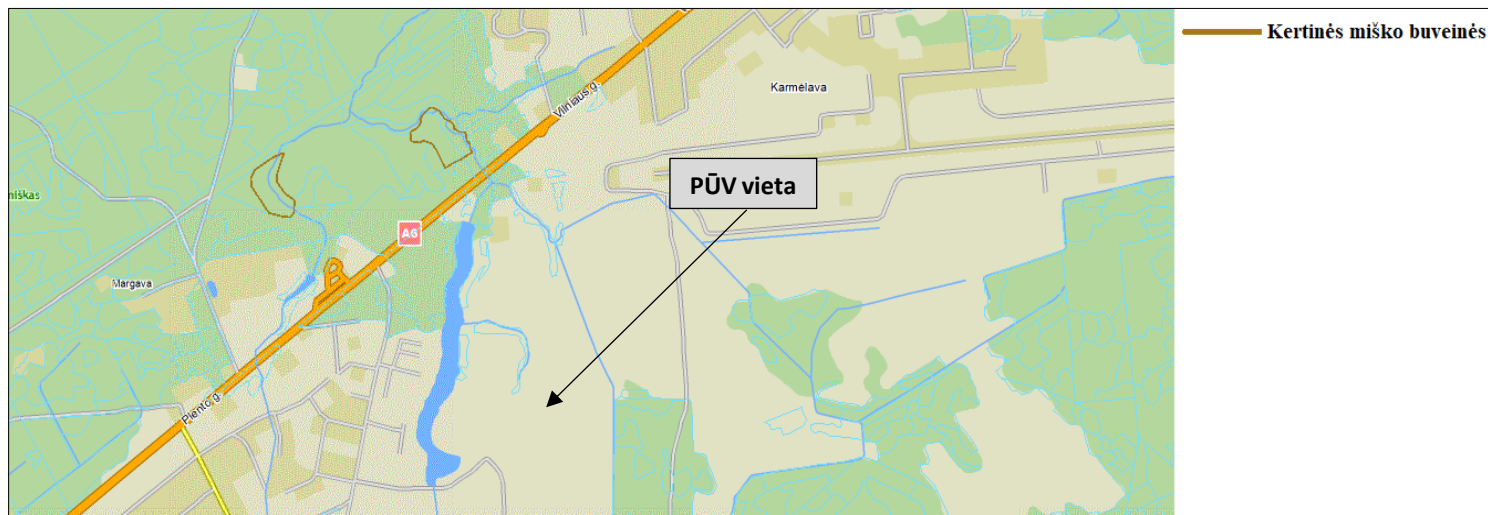 Kertinės miško buveinės
Vilniaus g.
Karmėlava
PŪV vieta
miškas
A6
Margava
Plento g.